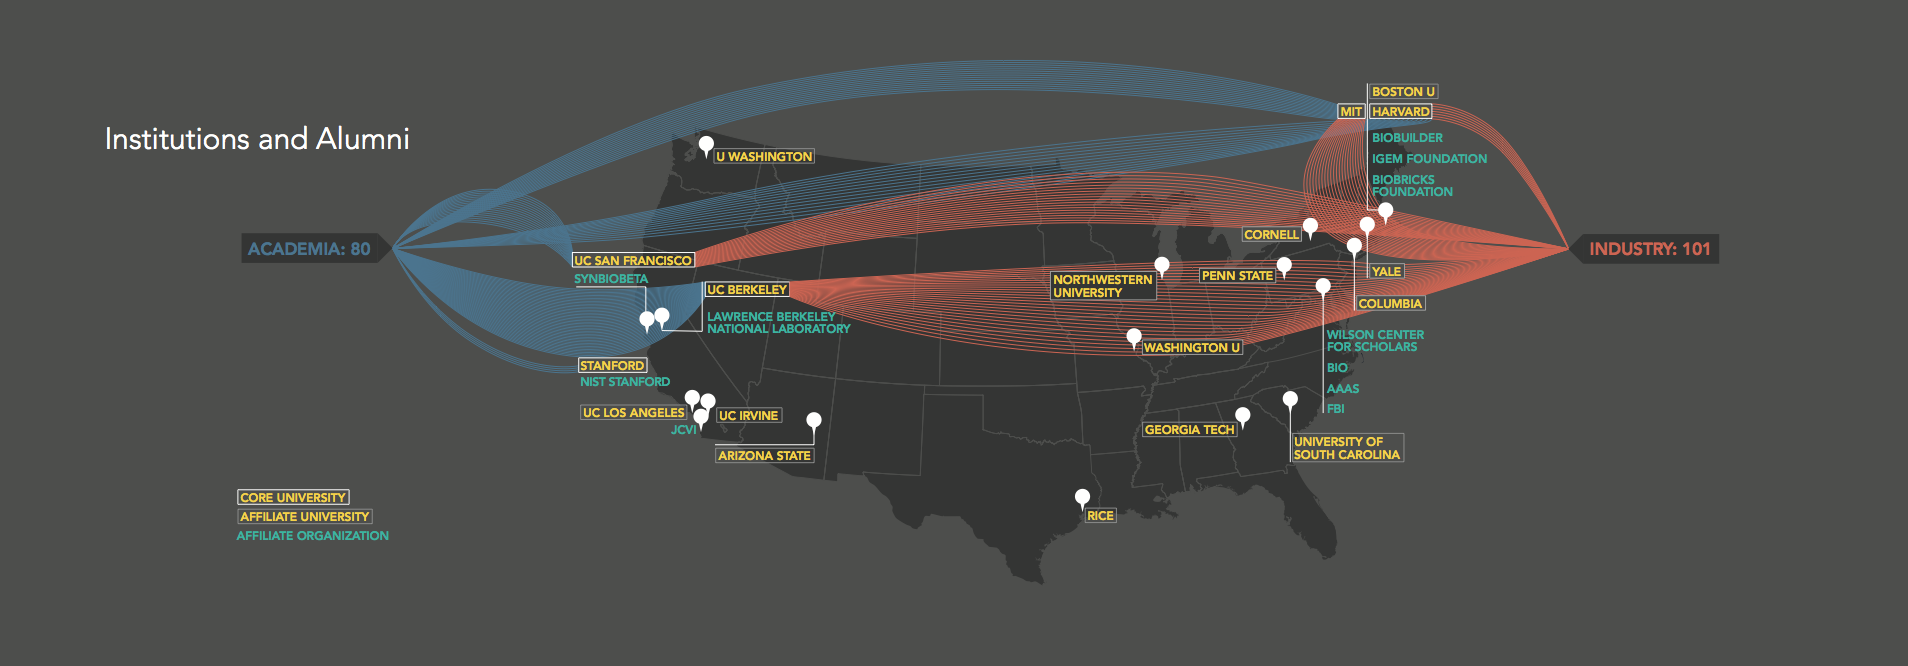 Institutions and Alumni
ACADEMIA: 80
INDUSTRY: 101
U WASHINGTON
UC SAN FRANCISCO
SYNBIOBETA
UC BERKELEY
LAWRENCE BERKELEY
NATIONAL LABORATORY
STANFORD
NIST STANFORD
UC LOS ANGELES
UC IRVINE
JCVI
ARIZONA STATE
BOSTON U
MIT
HARVARD
BIOBUILDER
IGEM FOUNDATION
BIOBRICKS
FOUNDATION
CORNELL
NORTHWESTERN
UNIVERSITY
PENN STATE
YALE
COLUMBIA
WASHINGTON U
WILSON CENTER
FOR SCHOLARS
BIO
AAAS
FBI
GEORGIA TECH
UNIVERSITY OF
SOUTH CAROLINA
RICE
CORE UNIVERSITY
AFFILIATE UNIVERSITY
AFFILIATE ORGANIZATION